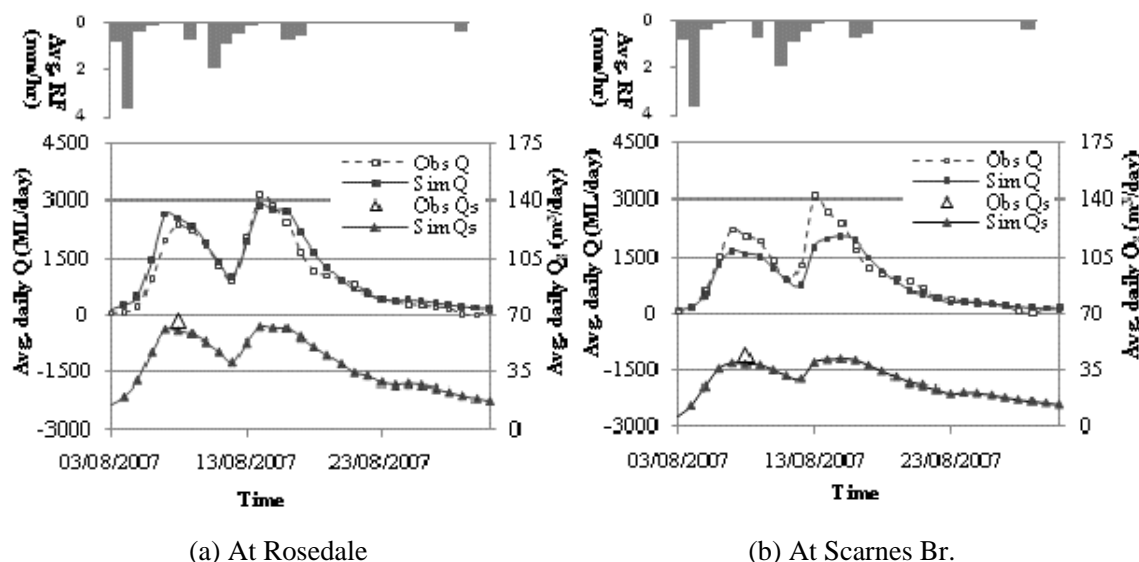 0
2
4
Avg. RF
(mm/hr)
4500
3000
1500
0
-1500
-3000
Avg. daily Q (ML/day)
175
140
105
70
35
0
Avg. daily Qs (m³/day)
Obs Q
Sim Q
Obs Qs
Sim Qs
03/08/2007 13/08/2007 23/08/2007
Time
(a) At Rosedale
0
2
4
Avg. RF
(mm/hr)
4500
3000
1500
0
-1500
-3000
Avg. daily Q (ML/day)
175
140
105
70
35
0
Avg. daily Qs (m³/day)
Obs Q
Sim Q
Obs Qs
Sim Qs
03/08/2007 13/08/2007 23/08/2007
Time
(b) At Scarnes Br.